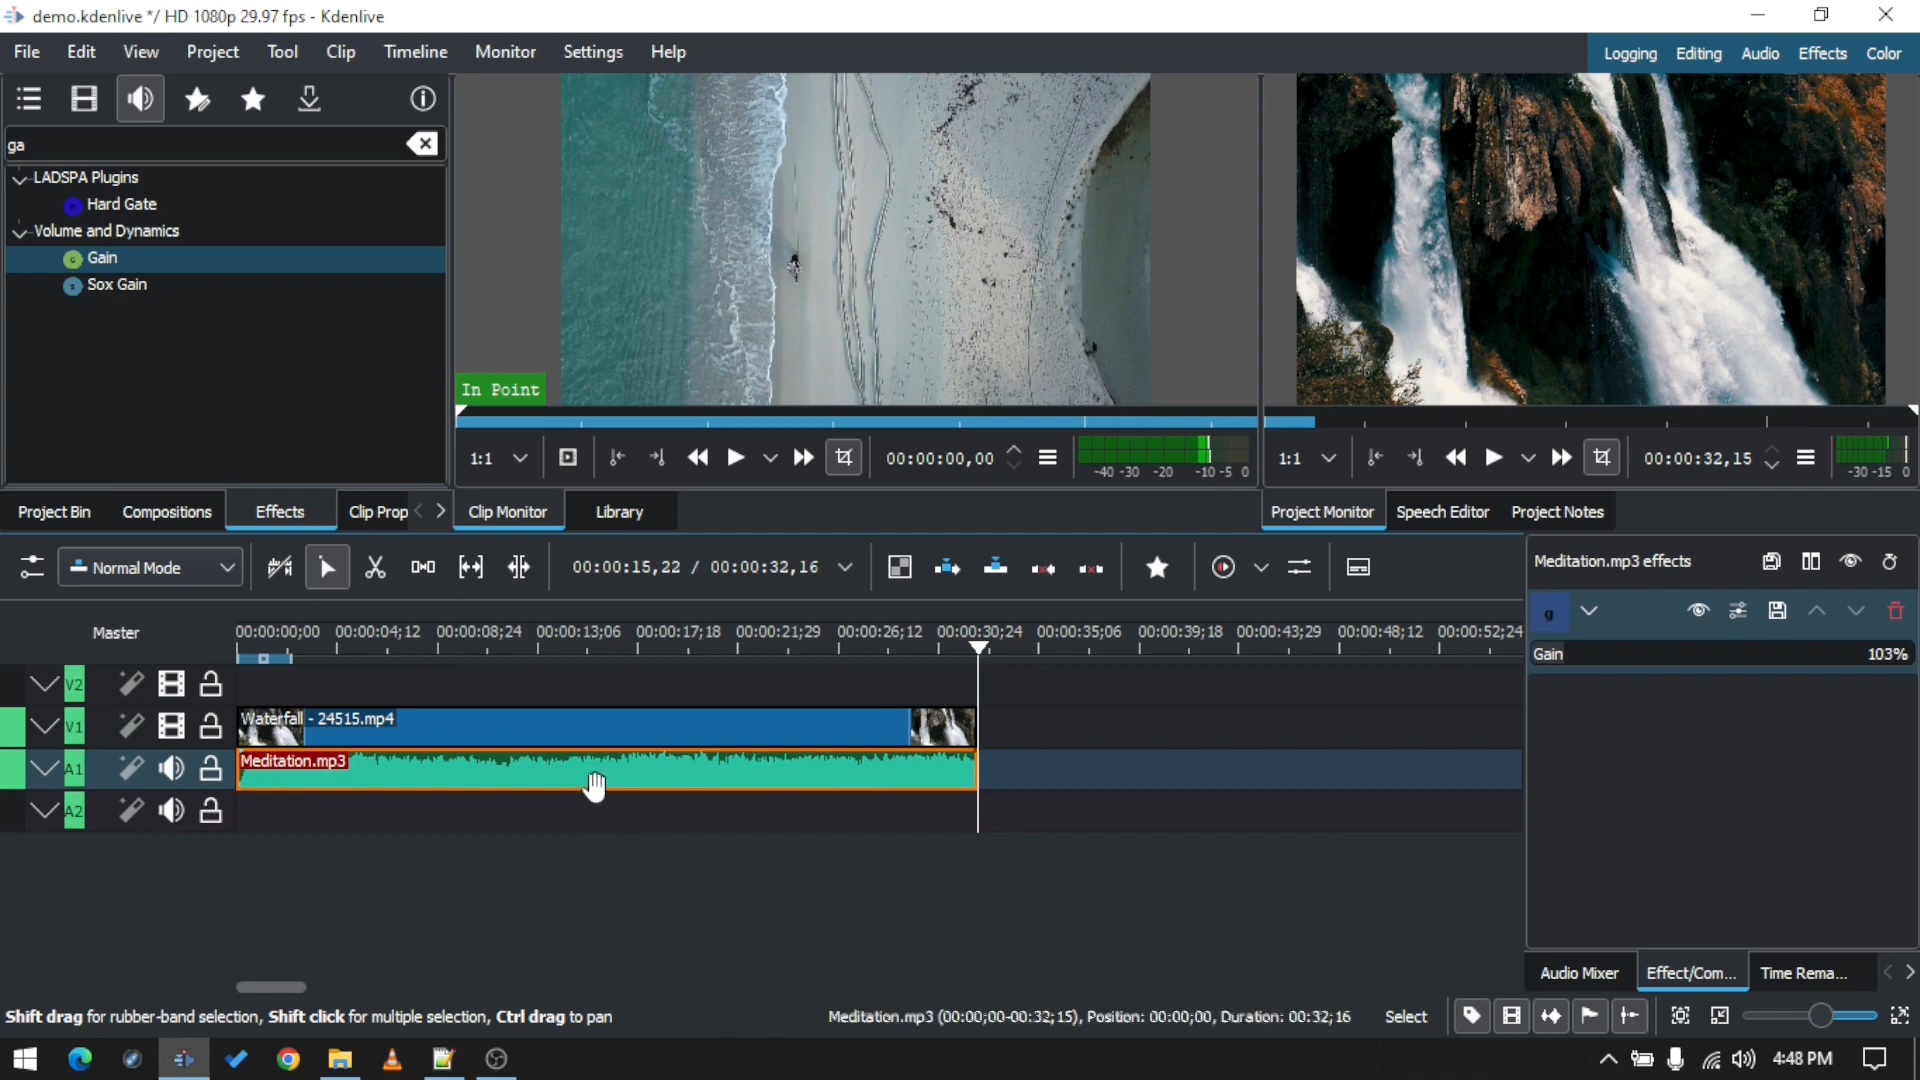 demo.kdenlive */ HD 1080p 29.97 fps - Kdenlive
File Edit View Project Tool Clip Timeline Monitor Settings Help
Logging Editing Audio Effects Color
ga
LADSPA Plugins
Hard Gate
Volume and Dynamics
Gain
Sox Gain
In Point
1:1 00:00:00,00 -40 -30 -20 -10 -5 0
1:1 00:00:32,15 -30 -15 0
Project Bin Compositions Effects Clip Prop
Clip Monitor Library
Project Monitor Speech Editor Project Notes
Normal Mode 00:00:15,22 / 00:00:32,16
Meditation.mp3 effects
g
Gain 103%
Master
00:00:00;00 00:00:04;12 00:00:08;24 00:00:13;06 00:00:17;18 00:00:21;29 00:00:26;12 00:00:30;24 00:00:35;06 00:00:39;18 00:00:43;29 00:00:48;12 00:00:52;24
V2
V1 Waterfall - 24515.mp4
A1 Meditation.mp3
A2
Audio Mixer Effect/Com... Time Rema...
Shift drag for rubber-band selection, Shift click for multiple selection, Ctrl drag to pan
Meditation.mp3 (00:00;00-00:32;15), Position: 00:00;00, Duration: 00:32;16
Select
4:48 PM